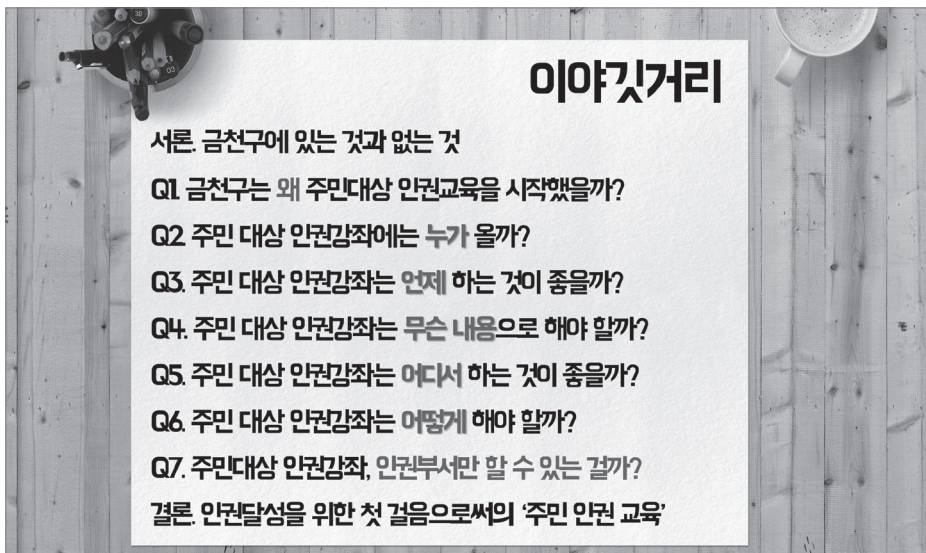 이야깃거리
서론. 금천구에 있는 것과 없는 것
Q1. 금천구는 왜 주민대상 인권교육을 시작했을까?
Q2. 주민 대상 인권강좌에는 누가 올까?
Q3. 주민 대상 인권강좌는 언제 하는 것이 좋을까?
Q4. 주민 대상 인권강좌는 무슨 내용으로 해야 할까?
Q5. 주민 대상 인권강좌는 어디서 하는 것이 좋을까?
Q6. 주민 대상 인권강좌는 어떻게 해야 할까?
Q7. 주민대상 인권강좌, 인권부서만 할 수 있는 걸까?
결론. 인권달성을 위한 첫 걸음으로써의 ‘주민 인권 교육’